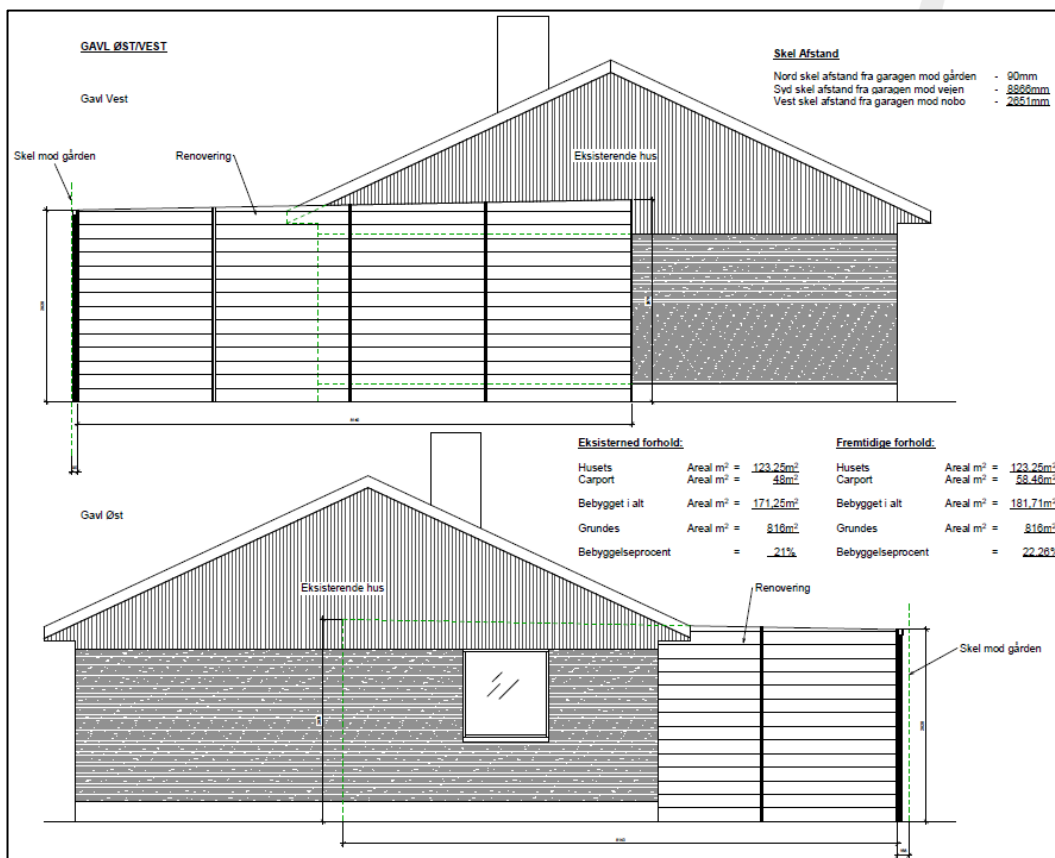 GAVL ØST/VEST
Gavl Vest
Skel Afstand
Nord skel afstand fra garagen mod gården - 90mm
Syd skel afstand fra garagen mod vejen - 8866mm
Vest skel afstand fra garagen mod nobo - 2651mm
Skel mod gården
Renovering
Eksisterende hus
Eksisterned forhold:
Husets Areal m² = 123.25m²
Carport Areal m² = 48m²
Bebygget i alt Areal m² = 171,25m²
Grundes Areal m² = 816m²
Bebyggelseprocent = 21%
Fremtidige forhold:
Husets Areal m² = 123.25m²
Carport Areal m² = 58.46m²
Bebygget i alt Areal m² = 181,71m²
Grundes Areal m² = 816m²
Bebyggelseprocent = 22.26%
Gavl Øst
Eksisterende hus
Renovering
Skel mod gården